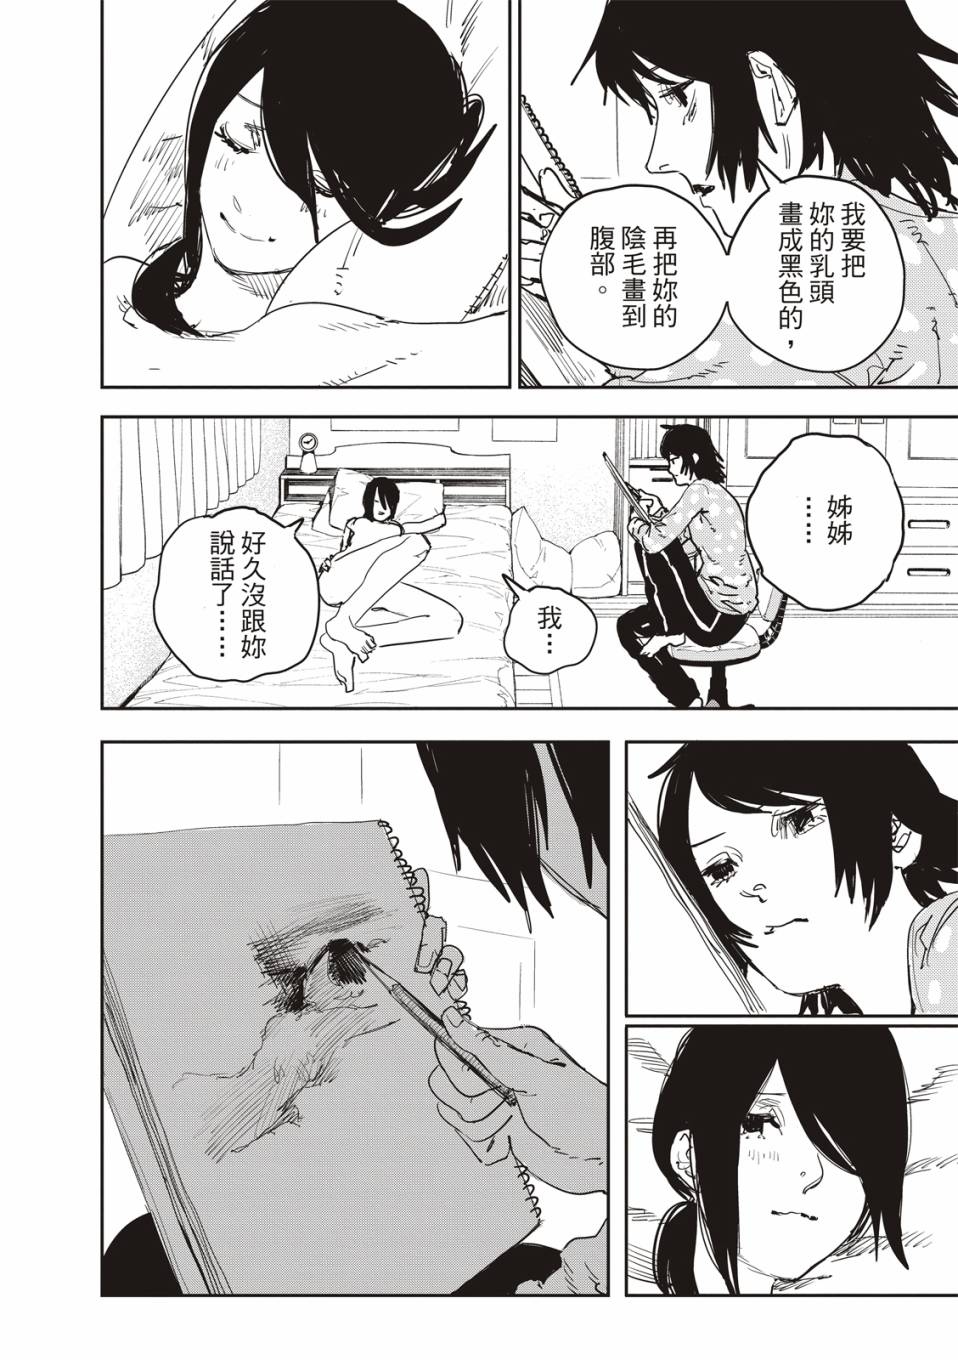 我要把
妳的乳頭
畫成黑色的，
再把妳的
陰毛畫到
腹部。
姊姊
……
我…
好久沒跟妳
說話了……